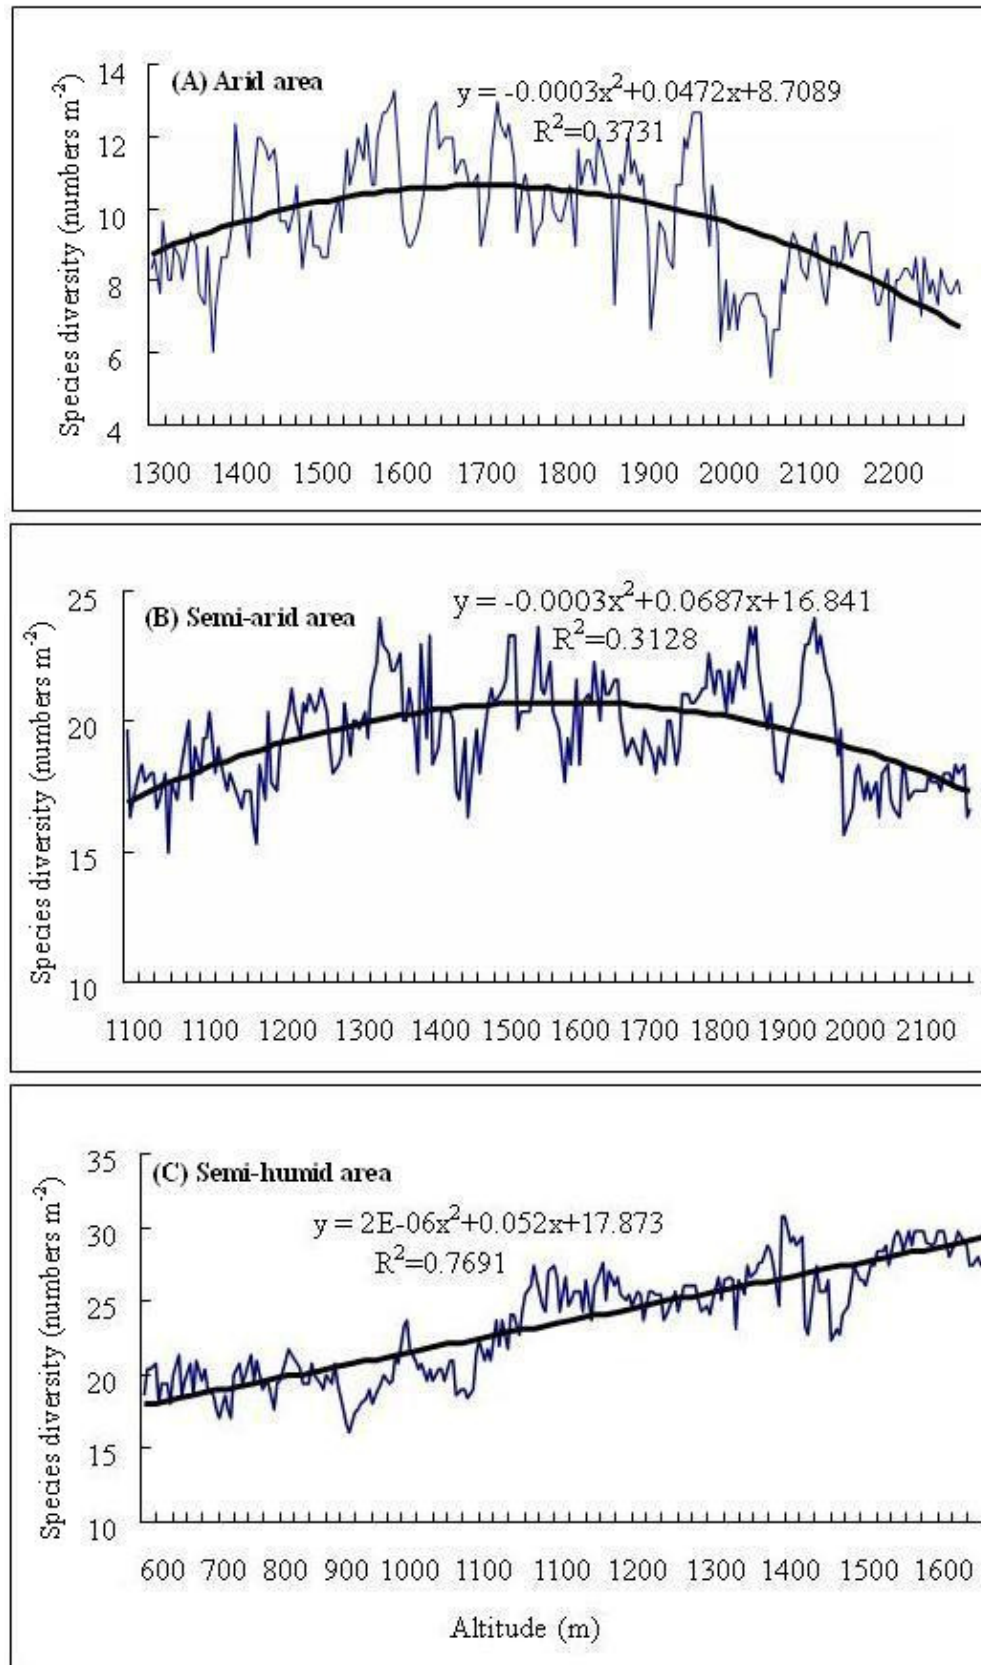 (A) Arid area
y = -0.0003x²+0.0472x+8.7089
R²=0.3731
Species diversity (numbers m⁻²)
14
12
10
8
6
4
1300 1400 1500 1600 1700 1800 1900 2000 2100 2200
(B) Semi-arid area
y = -0.0003x²+0.0687x+16.841
R²=0.3128
Species diversity (numbers m⁻²)
25
20
15
10
1100 1100 1200 1300 1400 1500 1600 1700 1800 1900 2000 2100
(C) Semi-humid area
y = 2E-06x²+0.052x+17.873
R²=0.7691
Species diversity (numbers m⁻²)
35
30
25
20
15
10
600 700 800 900 1000 1100 1100 1200 1300 1400 1500 1600
Altitude (m)